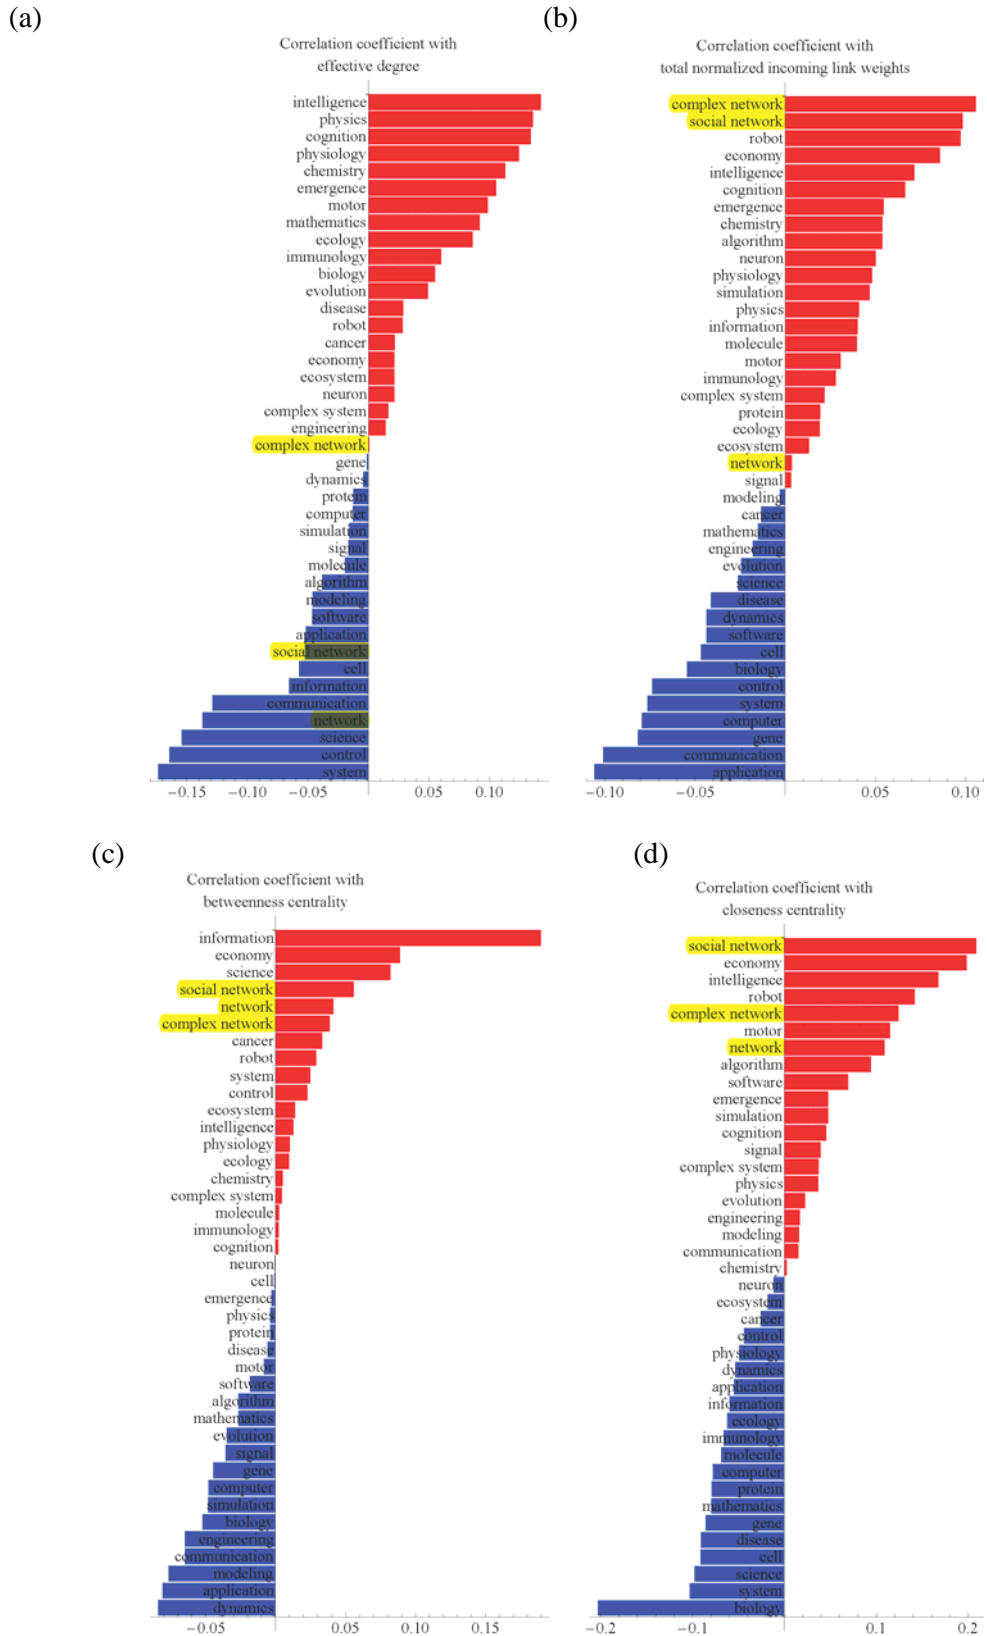 (a)
Correlation coefficient with
effective degree
intelligence
physics
cognition
physiology
chemistry
emergence
motor
mathematics
ecology
immunology
biology
evolution
disease
robot
cancer
economy
ecosystem
neuron
complex system
engineering
complex network
gene
dynamics
protein
computer
simulation
signal
molecule
algorithm
modeling
software
application
social network
cell
information
communication
network
science
control
system
−0.15 −0.10 −0.05 0.05 0.10
(b)
Correlation coefficient with
total normalized incoming link weights
complex network
social network
robot
economy
intelligence
cognition
emergence
chemistry
algorithm
neuron
physiology
simulation
physics
information
molecule
motor
immunology
complex system
protein
ecology
ecosystem
network
signal
modeling
cancer
mathematics
engineering
evolution
science
disease
dynamics
software
cell
biology
control
system
computer
gene
communication
application
−0.10 −0.05 0.05 0.10
(c)
Correlation coefficient with
betweenness centrality
information
economy
science
social network
network
complex network
cancer
robot
system
control
ecosystem
intelligence
physiology
ecology
chemistry
complex system
molecule
immunology
cognition
neuron
cell
emergence
physics
protein
disease
motor
software
algorithm
mathematics
evolution
signal
gene
computer
simulation
biology
engineering
communication
modeling
application
dynamics
−0.05 0.05 0.10 0.15
(d)
Correlation coefficient with
closeness centrality
social network
economy
intelligence
robot
complex network
motor
network
algorithm
software
emergence
simulation
cognition
signal
complex system
physics
evolution
engineering
modeling
communication
chemistry
neuron
ecosystem
cancer
control
physiology
dynamics
application
information
ecology
immunology
molecule
computer
protein
mathematics
gene
disease
cell
science
system
biology
−0.2 −0.1 0.1 0.2